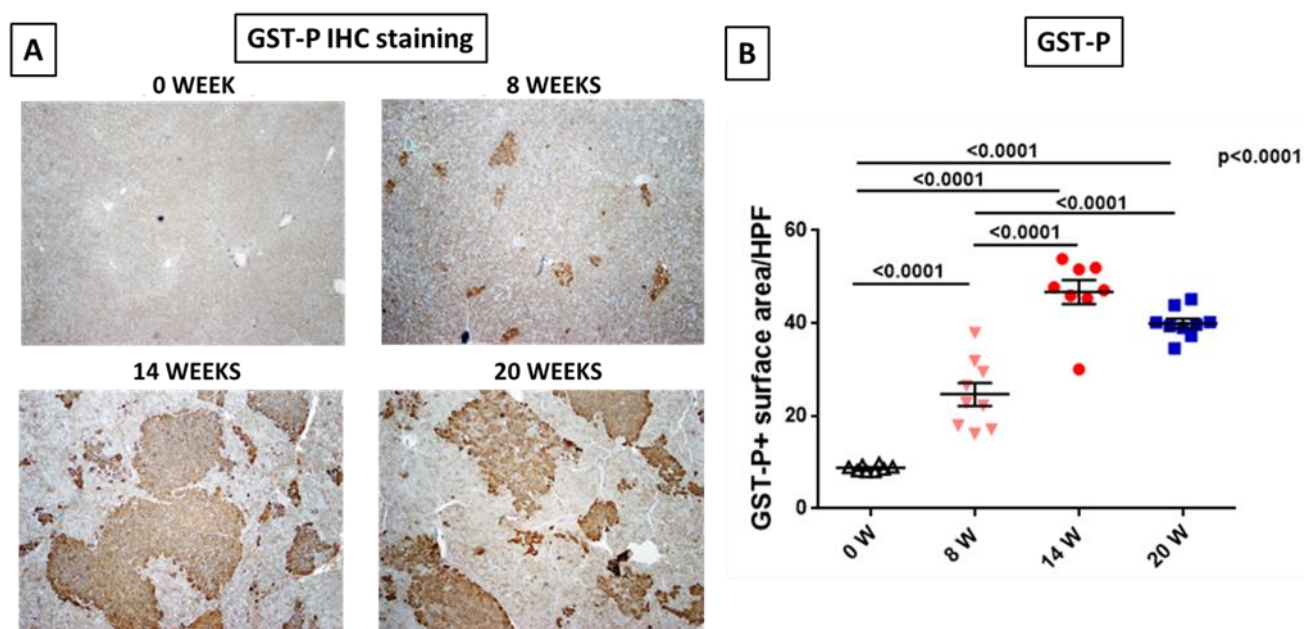 A
GST-P IHC staining
0 WEEK
8 WEEKS
14 WEEKS
20 WEEKS
B
GST-P
<0.0001
p<0.0001
<0.0001
<0.0001
<0.0001
<0.0001
GST-P+ surface area/HPF
60
40
20
0
0 W
8 W
14 W
20 W